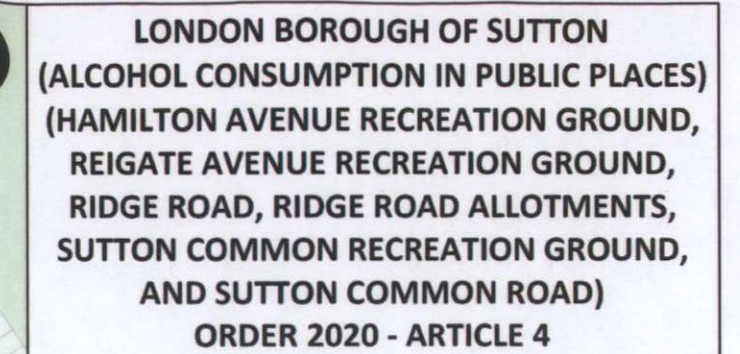 LONDON BOROUGH OF SUTTON
(ALCOHOL CONSUMPTION IN PUBLIC PLACES)
(HAMILTON AVENUE RECREATION GROUND,
REIGATE AVENUE RECREATION GROUND,
RIDGE ROAD, RIDGE ROAD ALLOTMENTS,
SUTTON COMMON RECREATION GROUND,
AND SUTTON COMMON ROAD)
ORDER 2020 - ARTICLE 4